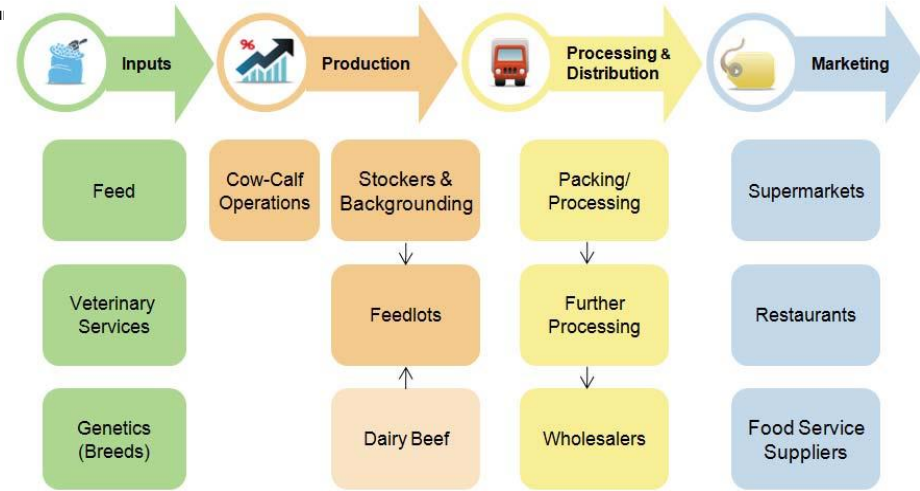 Inputs
%
Production
Processing &
Distribution
Marketing
Feed
Cow-Calf
Operations
Stockers &
Backgrounding
Packing/
Processing
Supermarkets
Veterinary
Services
Feedlots
Further
Processing
Restaurants
Genetics
(Breeds)
Dairy Beef
Wholesalers
Food Service
Suppliers